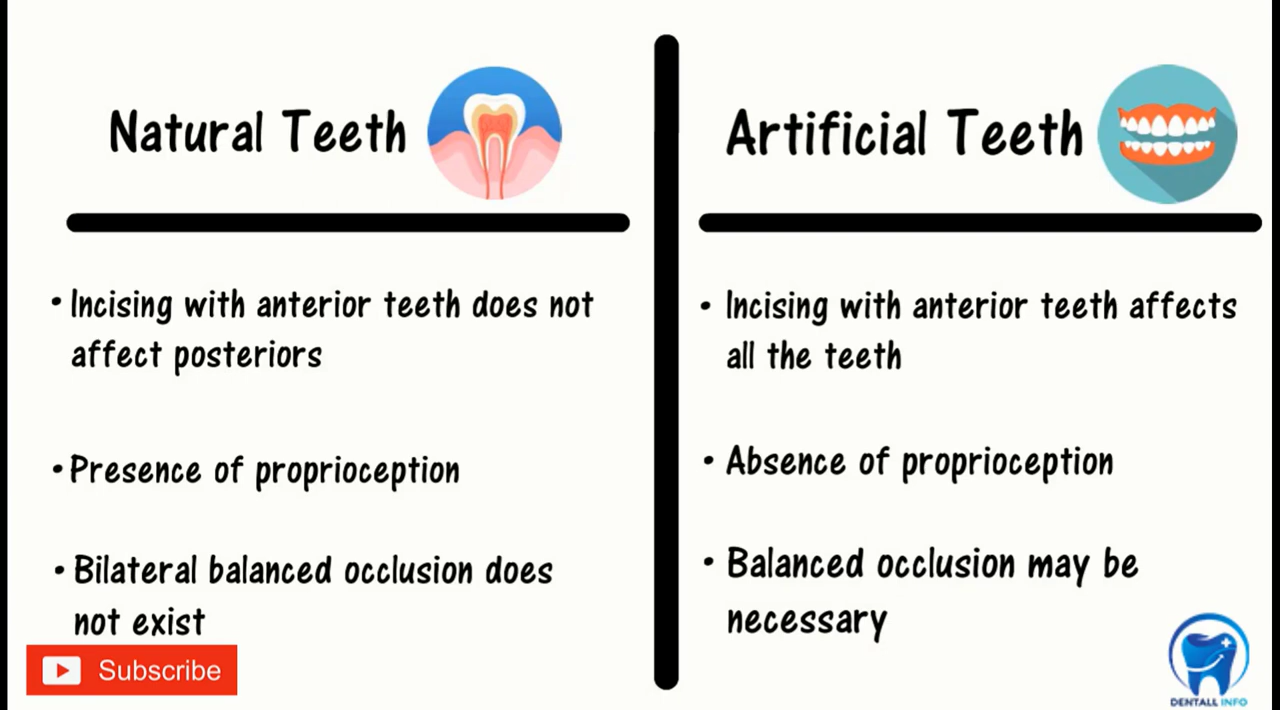 Natural Teeth
• Incising with anterior teeth does not
affect posteriors
• Presence of proprioception
• Bilateral balanced occlusion does
not exist
Subscribe
Artificial Teeth
• Incising with anterior teeth affects
all the teeth
• Absence of proprioception
• Balanced occlusion may be
necessary
DENTALL INFO